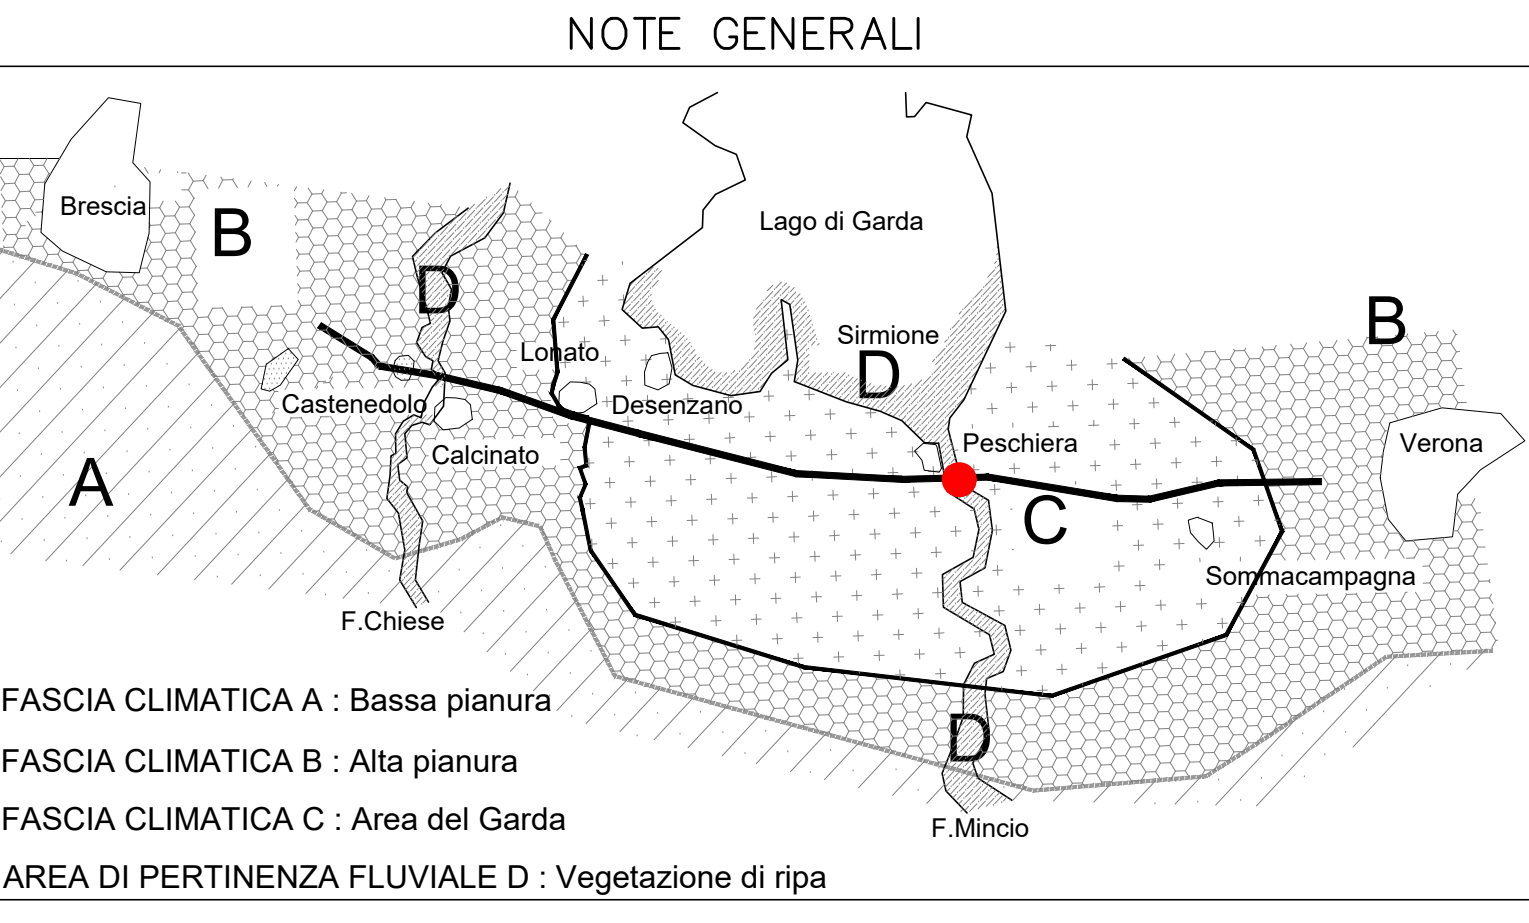 NOTE GENERALI
Brescia
B
Lago di Garda
D
B
Sirmione
D
Lonato
Castenedolo
Desenzano
Calcinato
Peschiera
Verona
A
C
Sommacampagna
F.Chiese
D
F.Mincio
FASCIA CLIMATICA A : Bassa pianura
FASCIA CLIMATICA B : Alta pianura
FASCIA CLIMATICA C : Area del Garda
AREA DI PERTINENZA FLUVIALE D : Vegetazione di ripa